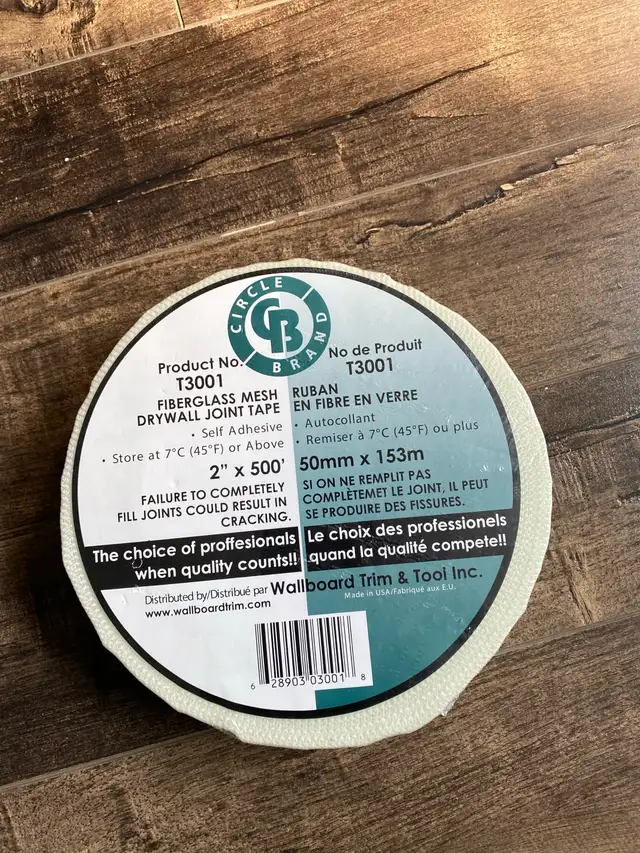 CIRCLE
CB
BRAND
Product No.
T3001
FIBERGLASS MESH
DRYWALL JOINT TAPE
• Self Adhesive
• Store at 7°C (45°F) or Above
2" x 500'
FAILURE TO COMPLETELY
FILL JOINTS COULD RESULT IN
CRACKING.
The choice of proffesionals
when quality counts!!
No de Produit
T3001
RUBAN
EN FIBRE EN VERRE
• Autocollant
• Remiser à 7°C (45°F) ou plus
50mm x 153m
SI ON NE REMPLIT PAS
COMPLÈTEMET LE JOINT, IL PEUT
SE PRODUIRE DES FISSURES.
Le choix des professionels
quand la qualité compete!!
Distributed by/Distribué par Wallboard Trim & Tool Inc.
www.wallboardtrim.com
Made in USA/Fabriqué aux E.U.
6 28903 03001 8